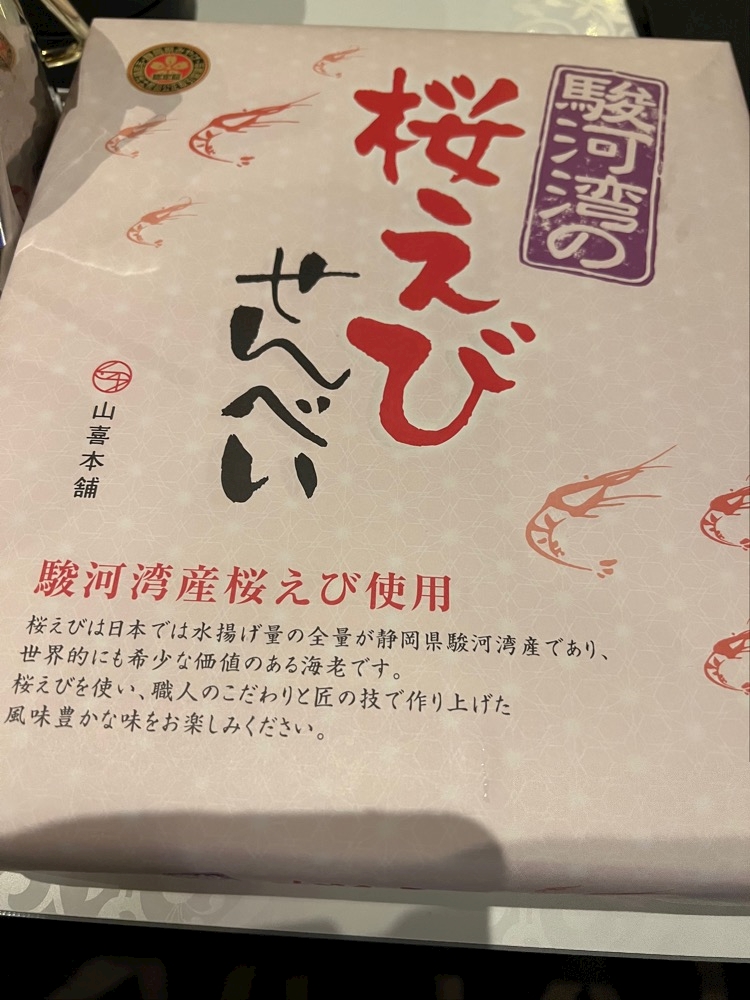 駿河湾の
桜えび
せんべい
山喜本舗
駿河湾産桜えび使用
桜えびは日本では水揚げ量の全量が静岡県駿河湾産であり、
世界的にも希少な価値のある海老です。
桜えびを使い、職人のこだわりと匠の技で作り上げた
風味豊かな味をお楽しみください。